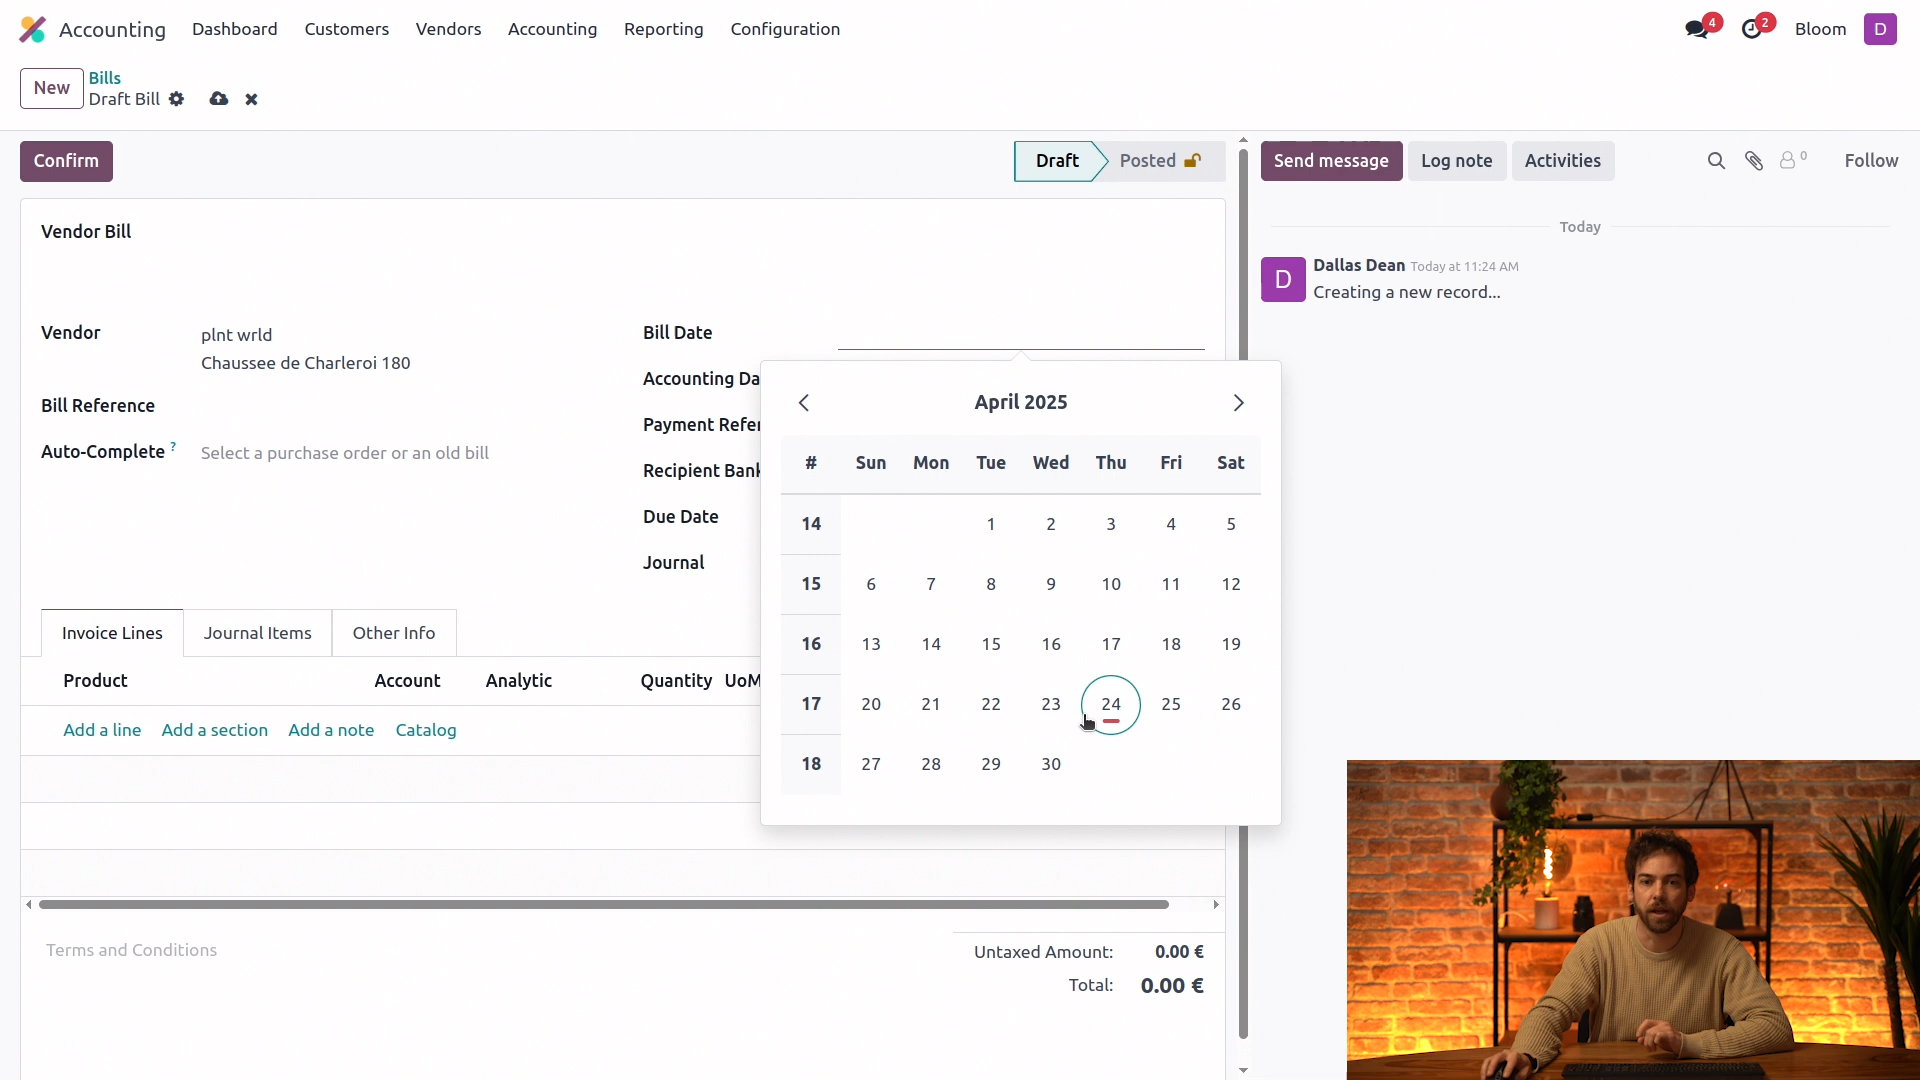 Accounting Dashboard Customers Vendors Accounting Reporting Configuration 4 2 Bloom D
New Bills
Draft Bill
Confirm Draft Posted Send message Log note Activities 0 Follow
Vendor Bill
Today
D Dallas Dean Today at 11:24 AM
Creating a new record...
Vendor plnt wrld Bill Date
Chaussee de Charleroi 180
Accounting Da
April 2025
Bill Reference
Payment Refer
Auto-Complete ? Select a purchase order or an old bill
Recipient Bank
# Sun Mon Tue Wed Thu Fri Sat
Due Date
14 1 2 3 4 5
Journal
15 6 7 8 9 10 11 12
Invoice Lines Journal Items Other Info
16 13 14 15 16 17 18 19
Product Account Analytic Quantity UoM
17 20 21 22 23 24 25 26
Add a line Add a section Add a note Catalog
18 27 28 29 30
Terms and Conditions
Untaxed Amount: 0.00 €
Total: 0.00 €